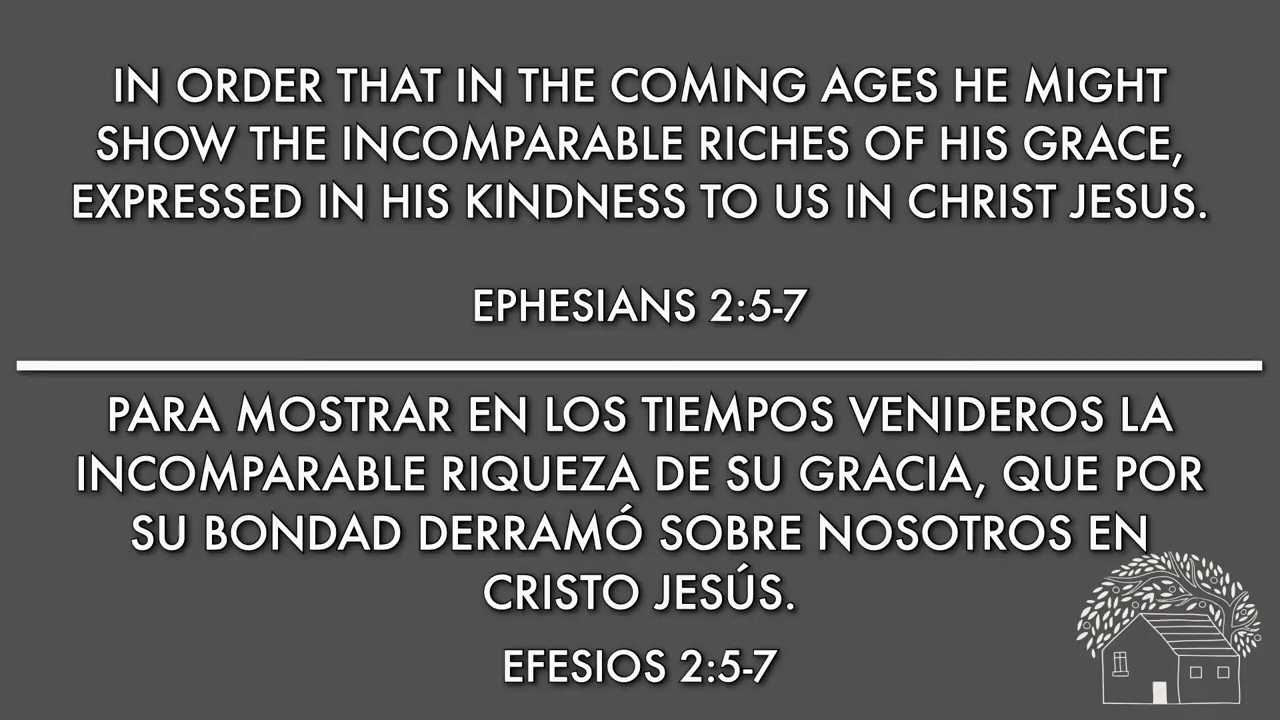 IN ORDER THAT IN THE COMING AGES HE MIGHT
SHOW THE INCOMPARABLE RICHES OF HIS GRACE,
EXPRESSED IN HIS KINDNESS TO US IN CHRIST JESUS.
EPHESIANS 2:5-7
PARA MOSTRAR EN LOS TIEMPOS VENIDEROS LA
INCOMPARABLE RIQUEZA DE SU GRACIA, QUE POR
SU BONDAD DERRAMÓ SOBRE NOSOTROS EN
CRISTO JESÚS.
EFESIOS 2:5-7